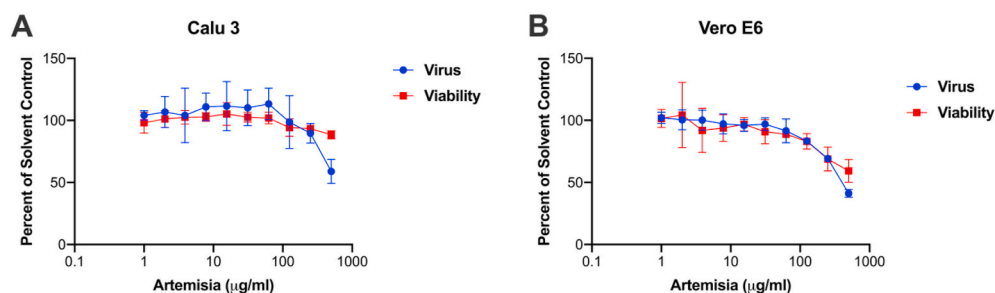 A
Calu 3
Percent of Solvent Control
150
100
50
0
0.1
1
10
100
1000
Artemisia (μg/ml)
Virus
Viability
B
Vero E6
Percent of Solvent Control
150
100
50
0
0.1
1
10
100
1000
Artemisia (μg/ml)
Virus
Viability